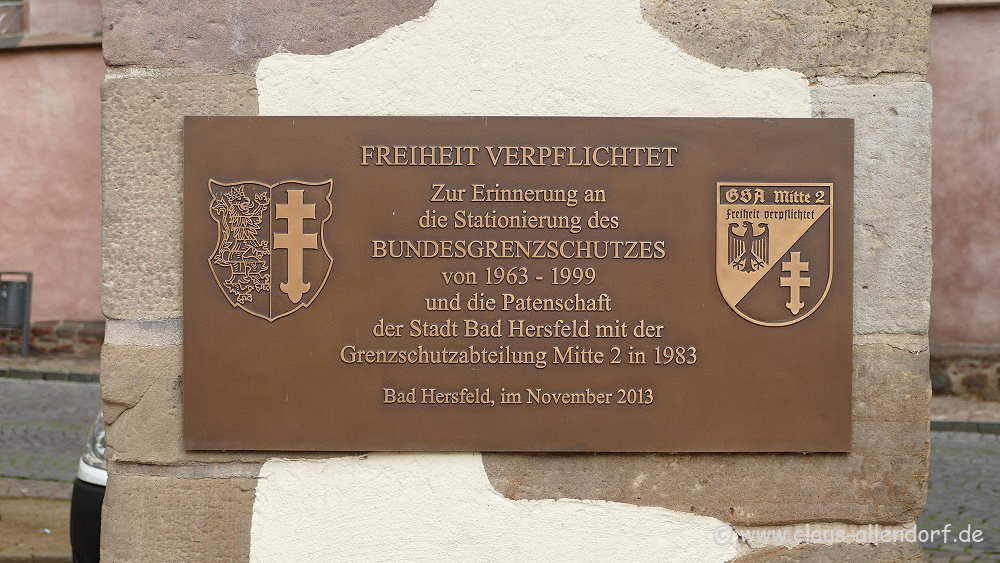 FREIHEIT VERPFLICHTET
Zur Erinnerung an
die Stationierung des
BUNDESGRENZSCHUTZES
von 1963 - 1999
und die Patenschaft
der Stadt Bad Hersfeld mit der
Grenzschutzabteilung Mitte 2 in 1983
Bad Hersfeld, im November 2013
GSA Mitte 2
Freiheit verpflichtet
© www.claus-allendorf.de